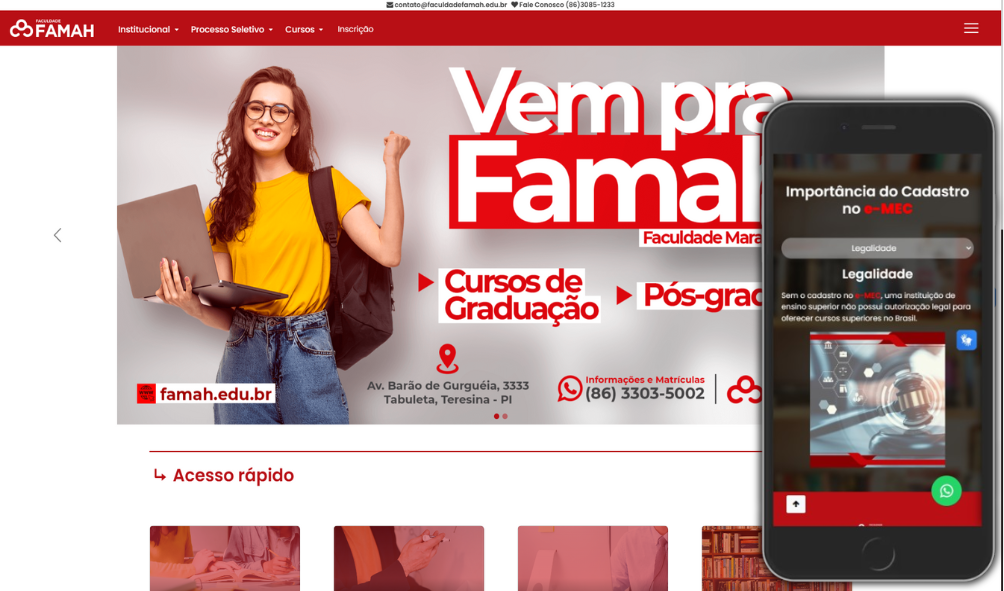 contato@faculdadefamah.edu.br Fale Conosco (86)3085-1233
FACULDADE
FAMAH
Institucional
Processo Seletivo
Cursos
Inscrição
Vem pra
Fama
Faculdade Mara
Cursos de
Graduação
Pós-grad
Av. Barão de Gurguéia, 3333
Tabuleta, Teresina - PI
Informações e Matrículas
(86) 3303-5002
famah.edu.br
Acesso rápido
Importância do Cadastro
no e-MEC
Legalidade
Legalidade
Sem o cadastro no e-MEC, uma instituição de
ensino superior não possui autorização legal para
oferecer cursos superiores no Brasil.